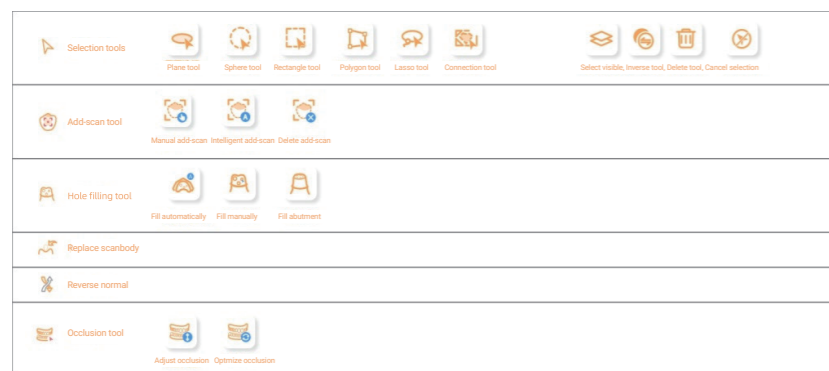 Selection tools
Plane tool
Sphere tool
Rectangle tool
Polygon tool
Lasso tool
Connection tool
Select visible, Inverse tool, Delete tool, Cancel selection
Add-scan tool
Manual add-scan
Intelligent add-scan
Delete add-scan
Hole filling tool
Fill automatically
Fill manually
Fill abutment
Replace scanbody
Reverse normal
Occlusion tool
Adjust occlusion
Optmize occlusion